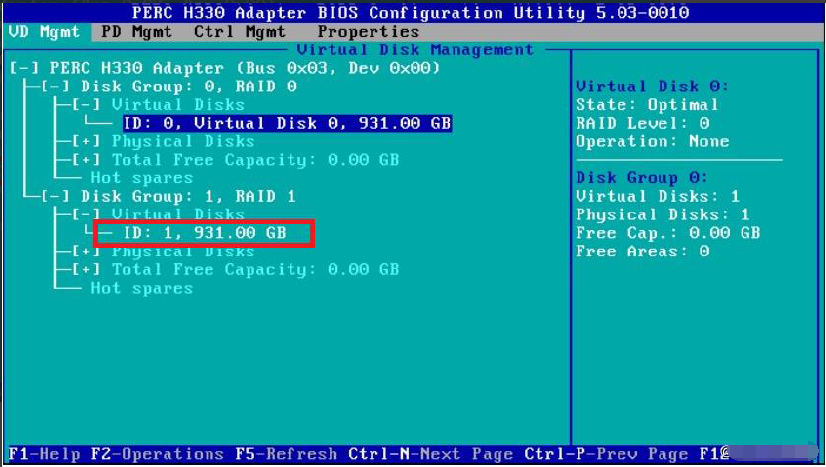 PERC H330 Adapter BIOS Configuration Utility 5.03-0010
VD Mgmt PD Mgmt Ctrl Mgmt Properties
Virtual Disk Management
[-] PERC H330 Adapter (Bus 0x03, Dev 0x00)
[-] Disk Group: 0, RAID 0
[-] Virtual Disks
ID: 0, Virtual Disk 0, 931.00 GB
[+] Physical Disks
[+] Total Free Capacity: 0.00 GB
Hot spares
[-] Disk Group: 1, RAID 1
[-] Virtual Disks
ID: 1, 931.00 GB
[+] Physical Disks
[+] Total Free Capacity: 0.00 GB
Hot spares
Virtual Disk 0:
State: Optimal
RAID Level: 0
Operation: None
Disk Group 0:
Virtual Disks: 1
Physical Disks: 1
Free Cap.: 0.00 GB
Free Areas: 0
F1-Help F2-Operations F5-Refresh Ctrl-N-Next Page Ctrl-P-Prev Page F1